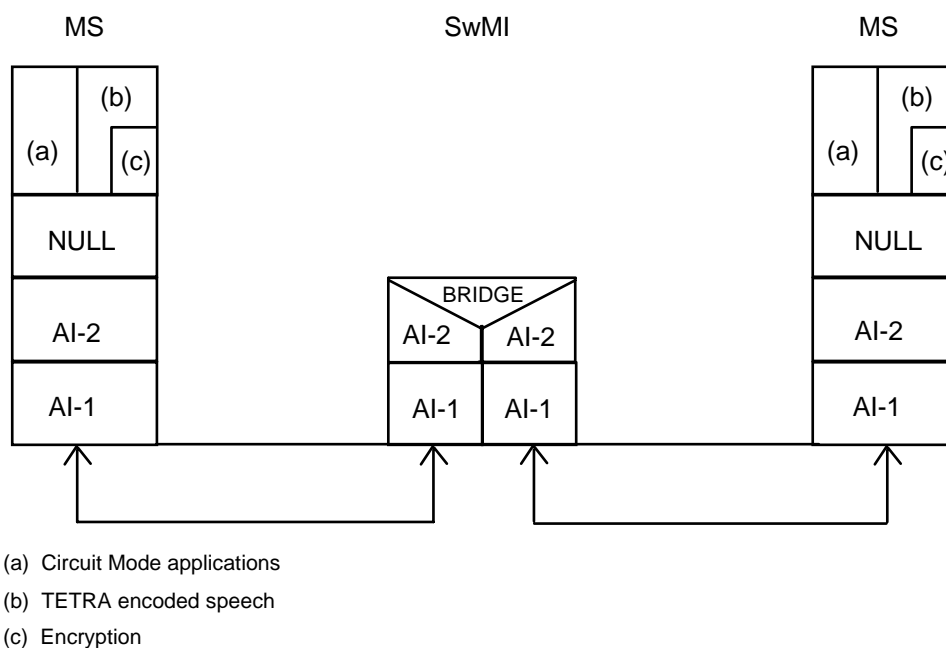 MS SwMI MS
(b) (b)
(a) (c) (a) (c)
NULL NULL
BRIDGE
AI-2 AI-2 AI-2 AI-2
AI-1 AI-1 AI-1 AI-1
(a) Circuit Mode applications
(b) TETRA encoded speech
(c) Encryption